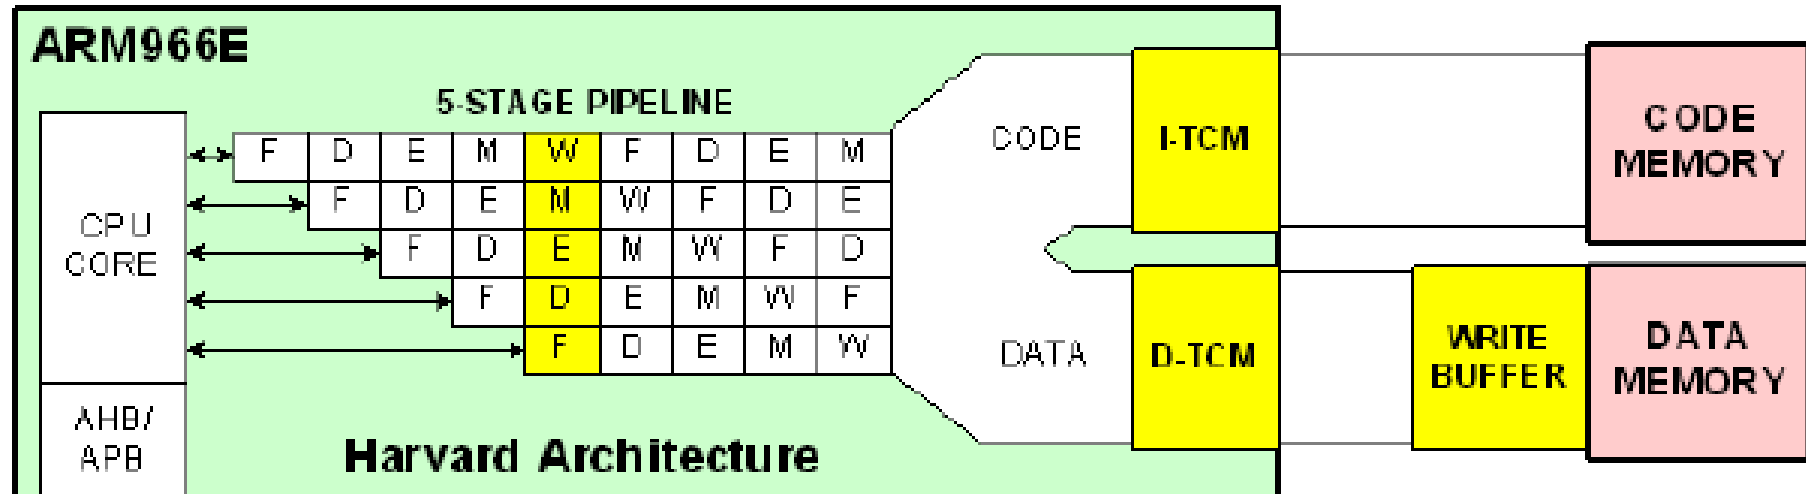 ARM966E
5-STAGE PIPELINE
F D E M W F D E M
F D E M W F D E
F D E M W F D
F D E M W F
F D E M W
CPU
CORE
AHB/
APB
Harvard Architecture
CODE
I-TCM
CODE
MEMORY
DATA
D-TCM
WRITE
BUFFER
DATA
MEMORY